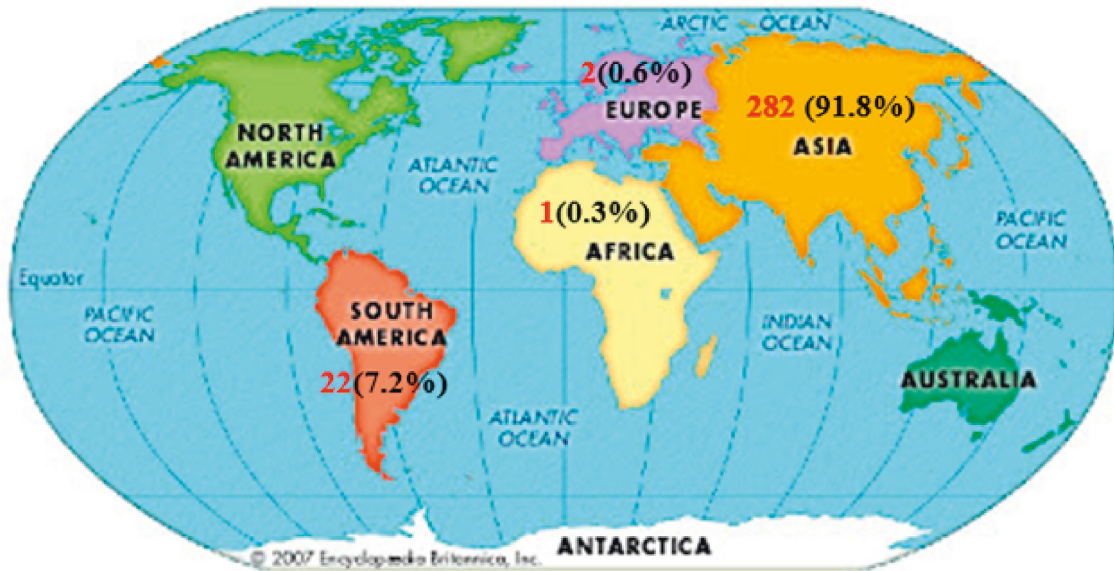 ARCTIC OCEAN
2(0.6%)
EUROPE
282 (91.8%)
ASIA
NORTH
AMERICA
ATLANTIC
OCEAN
1(0.3%)
AFRICA
PACIFIC
OCEAN
Equator
PACIFIC
OCEAN
SOUTH
AMERICA
22(7.2%)
INDIAN
OCEAN
AUSTRALIA
ATLANTIC
OCEAN
ANTARCTICA
© 2007 Encyclopædia Britannica, Inc.